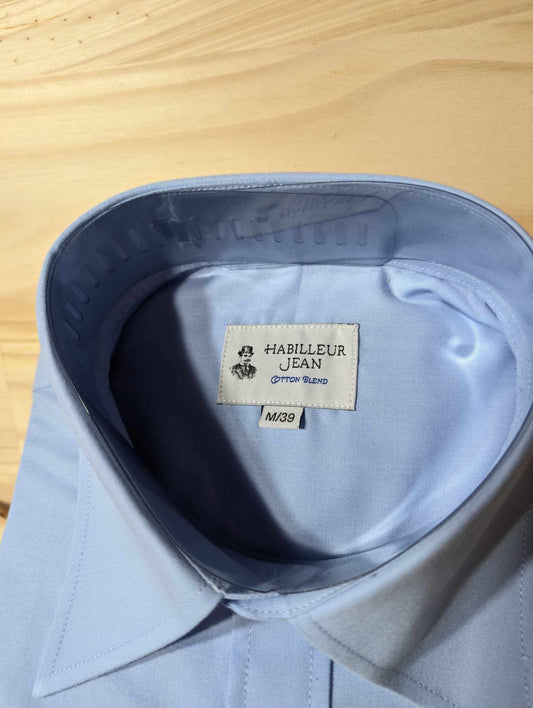 HABILLEUR
JEAN
COTTON BLEND
M/39